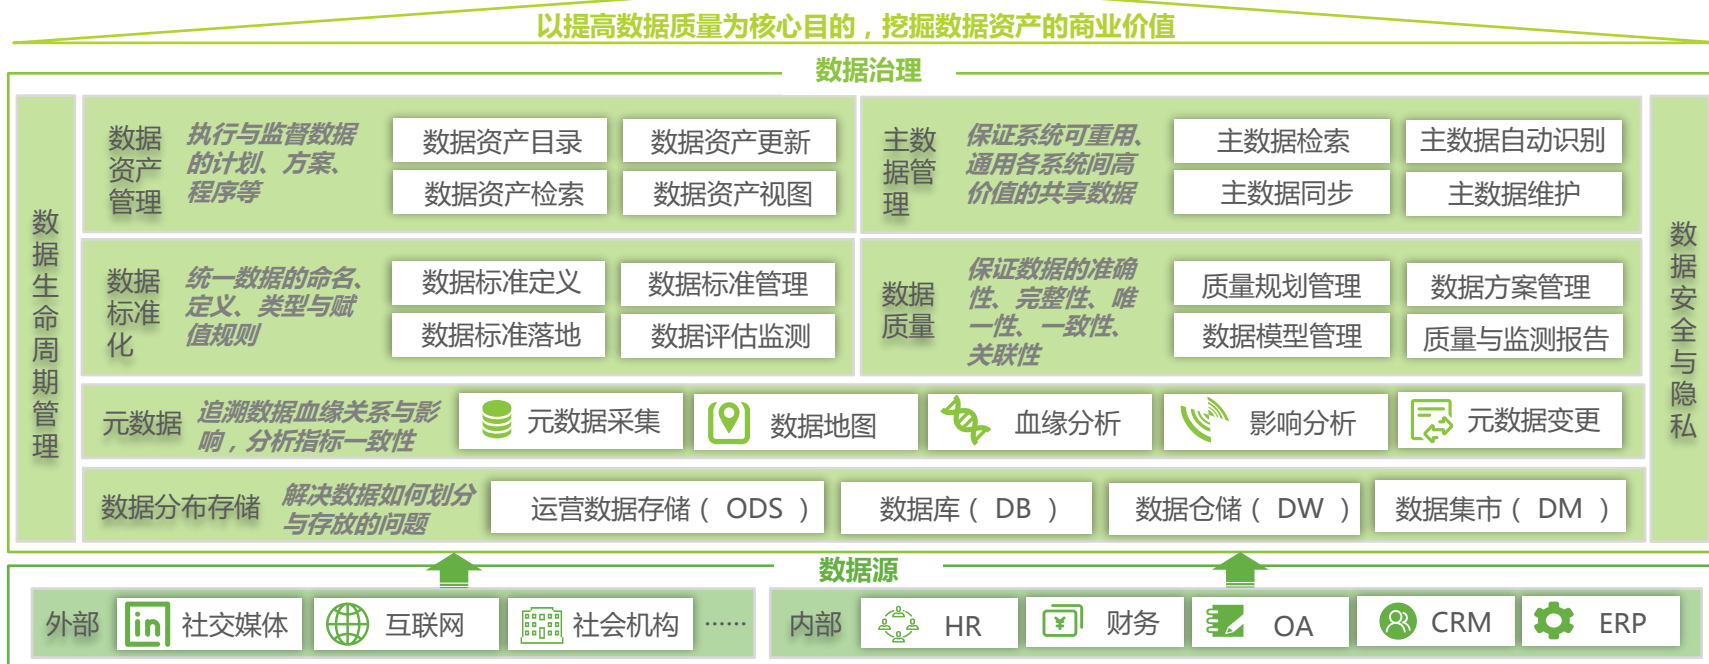 以提高数据质量为核心目的，挖掘数据资产的商业价值
数据治理
数据生命周期管理
数据
资产
管理
执行与监督数据
的计划、方案、
程序等
数据资产目录
数据资产更新
数据资产检索
数据资产视图
主数
据管
理
保证系统可重用、
通用各系统间高
价值的共享数据
主数据检索
主数据自动识别
主数据同步
主数据维护
数据
标准
化
统一数据的命名、
定义、类型与赋
值规则
数据标准定义
数据标准管理
数据标准落地
数据评估监测
数据
质量
保证数据的准确
性、完整性、唯
一性、一致性、
关联性
质量规划管理
数据方案管理
数据模型管理
质量与监测报告
元数据
追溯数据血缘关系与影
响，分析指标一致性
元数据采集
数据地图
血缘分析
影响分析
元数据变更
数据分布存储
解决数据如何划分
与存放的问题
运营数据存储（ ODS ）
数据库（ DB ）
数据仓储（ DW ）
数据集市（ DM ）
数据安全与隐私
数据源
外部
in
社交媒体
互联网
社会机构
······
内部
HR
¥
财务
OA
CRM
ERP